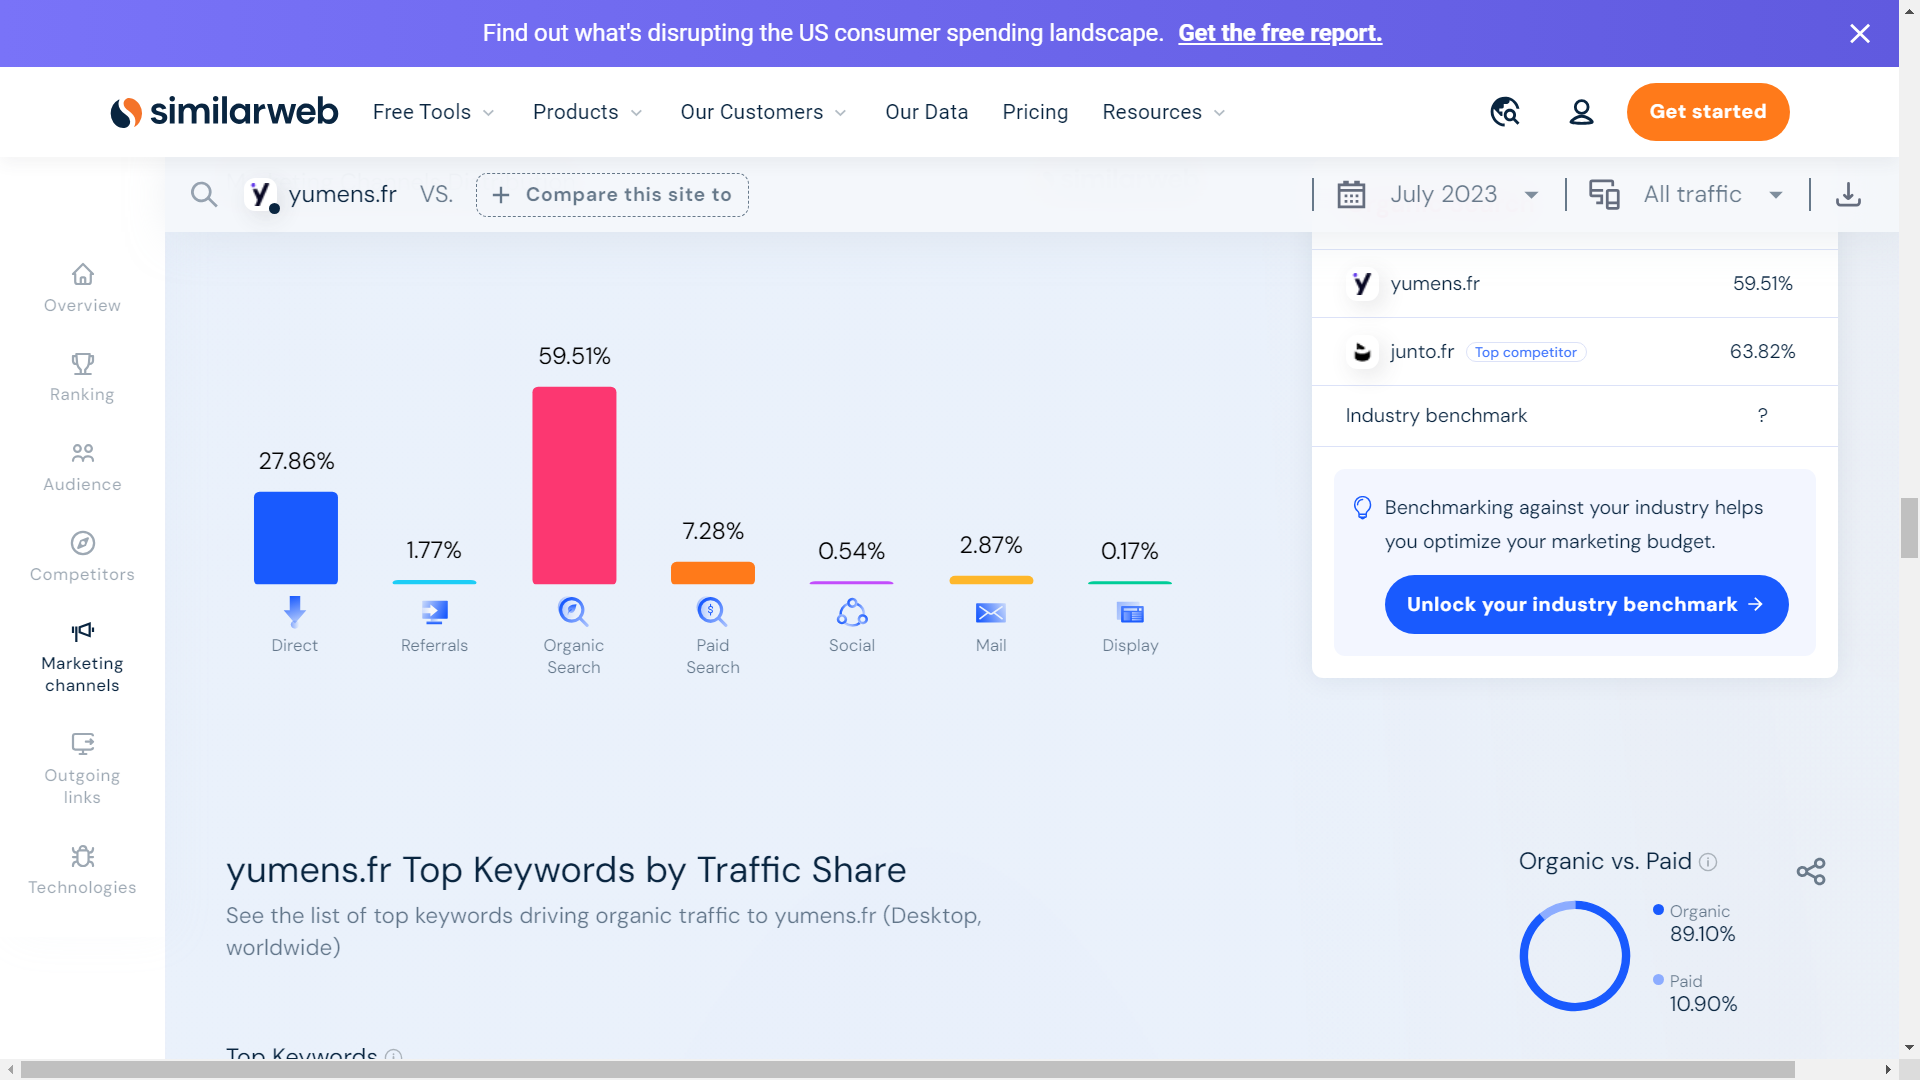 Find out what's disrupting the US consumer spending landscape. Get the free report.
similarweb Free Tools Products Our Customers Our Data Pricing Resources Get started
yumens.fr VS. + Compare this site to July 2023 All traffic
Overview
Ranking
Audience
Competitors
Marketing
channels
Outgoing
links
Technologies
27.86%
1.77%
59.51%
7.28%
0.54%
2.87%
0.17%
Direct
Referrals
Organic
Search
Paid
Search
Social
Mail
Display
yumens.fr 59.51%
junto.fr Top competitor 63.82%
Industry benchmark ?
Benchmarking against your industry helps
you optimize your marketing budget.
Unlock your industry benchmark →
yumens.fr Top Keywords by Traffic Share
See the list of top keywords driving organic traffic to yumens.fr (Desktop,
worldwide)
Organic vs. Paid
Organic
89.10%
Paid
10.90%
Top Keywords